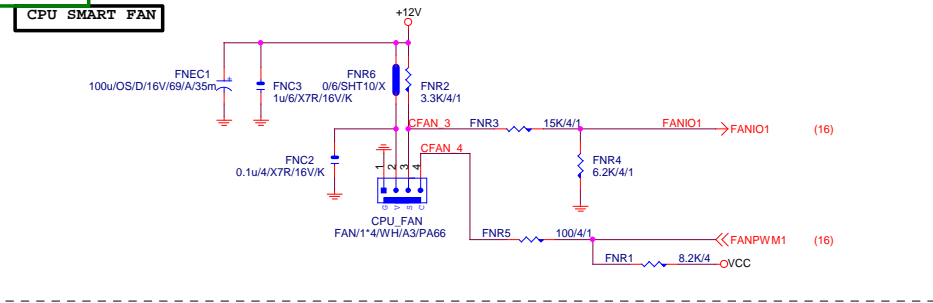 CPU SMART FAN
+12V
FNEC1
100u/OS/D/16V/69/A/35m
+
FNC3
1u/6/X7R/16V/K
FNR6
0/6/SHT10/X
FNR2
3.3K/4/1
CFAN_3
FNR3
15K/4/1
FANIO1
FANIO1
(16)
FNC2
0.1u/4/X7R/16V/K
CFAN_4
FNR4
6.2K/4/1
1
2
3
4
G
V
S
C
CPU_FAN
FAN/1*4/WH/A3/PA66
FNR5
100/4/1
FANPWM1
(16)
FNR1
8.2K/4
VCC